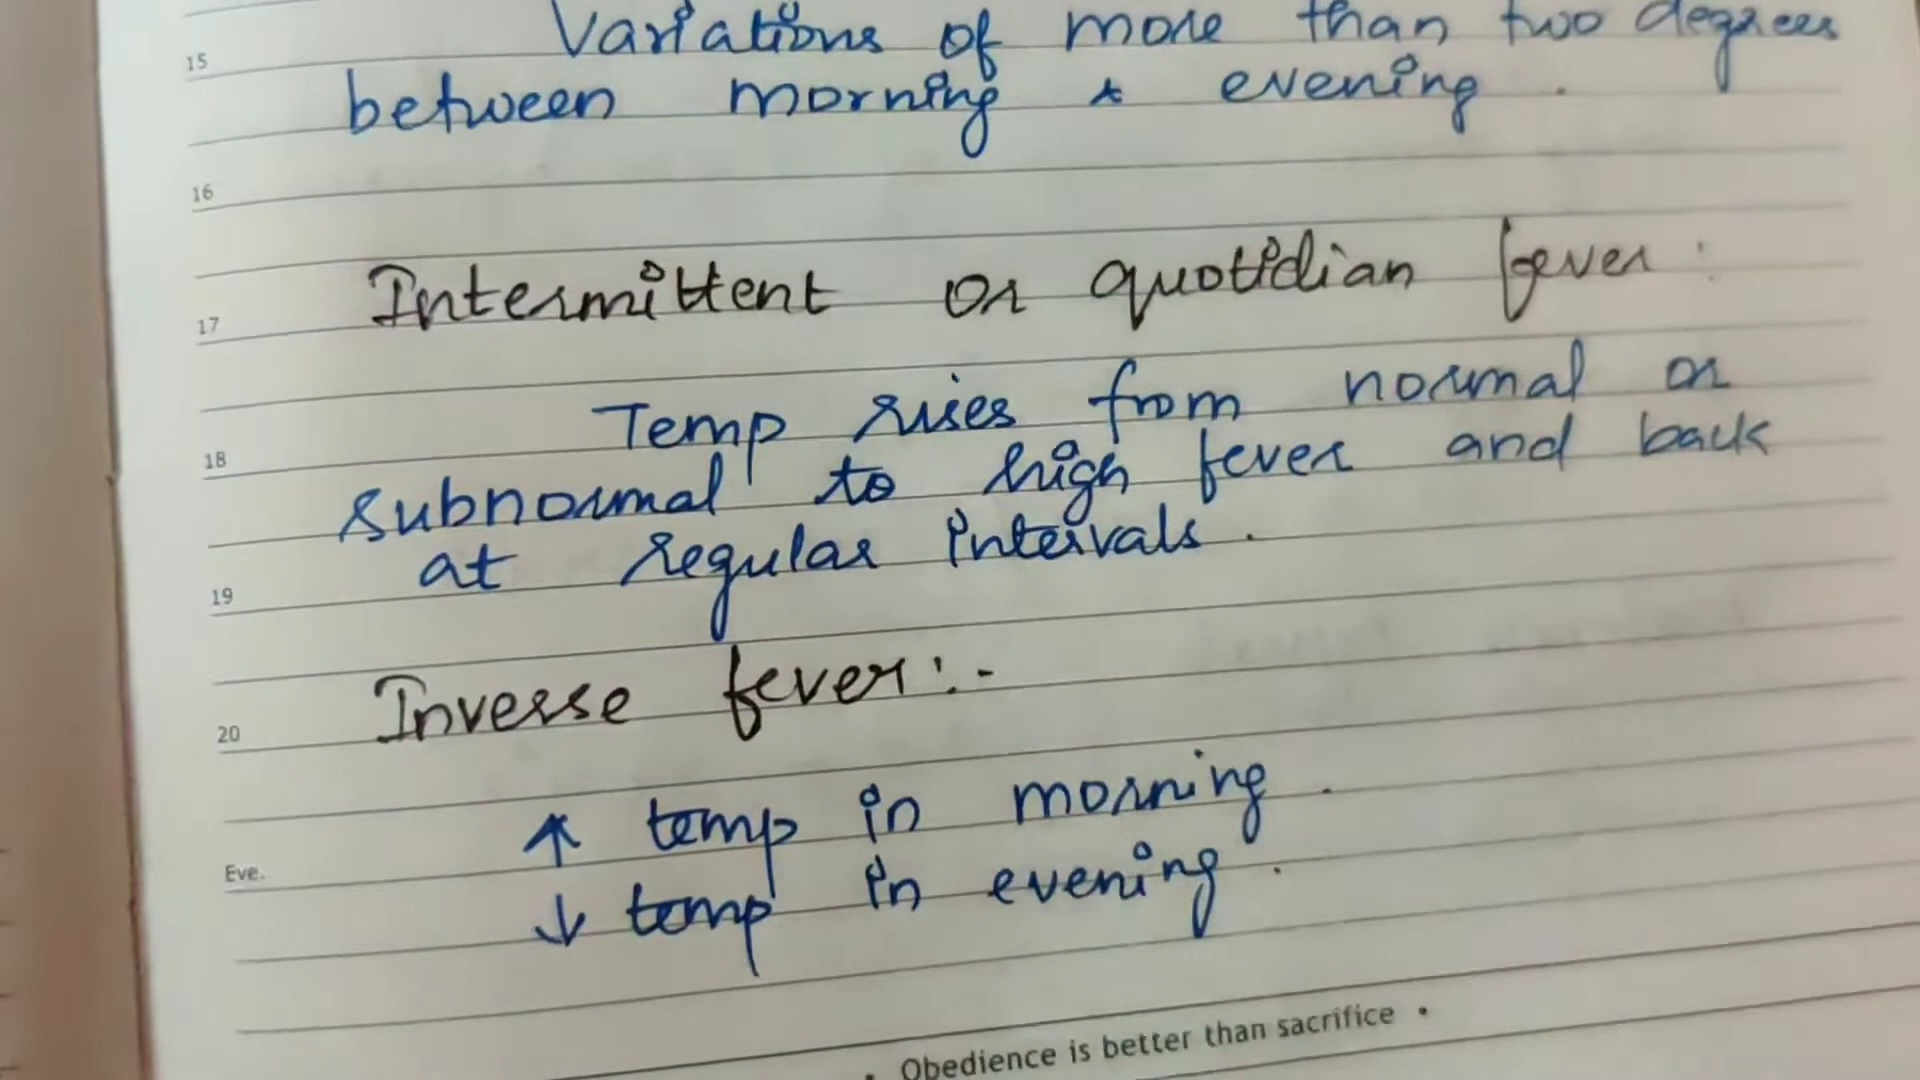 15
Variations of more than two degrees
between morning & evening.
16
Intermittent or quotidian fever:
17
Temp rises from normal or
18
subnormal to high fever and back
at regular intervals.
19
Inverse fever:-
20
↑ temp in morning.
Eve.
↓ temp in evening.
• Obedience is better than sacrifice •